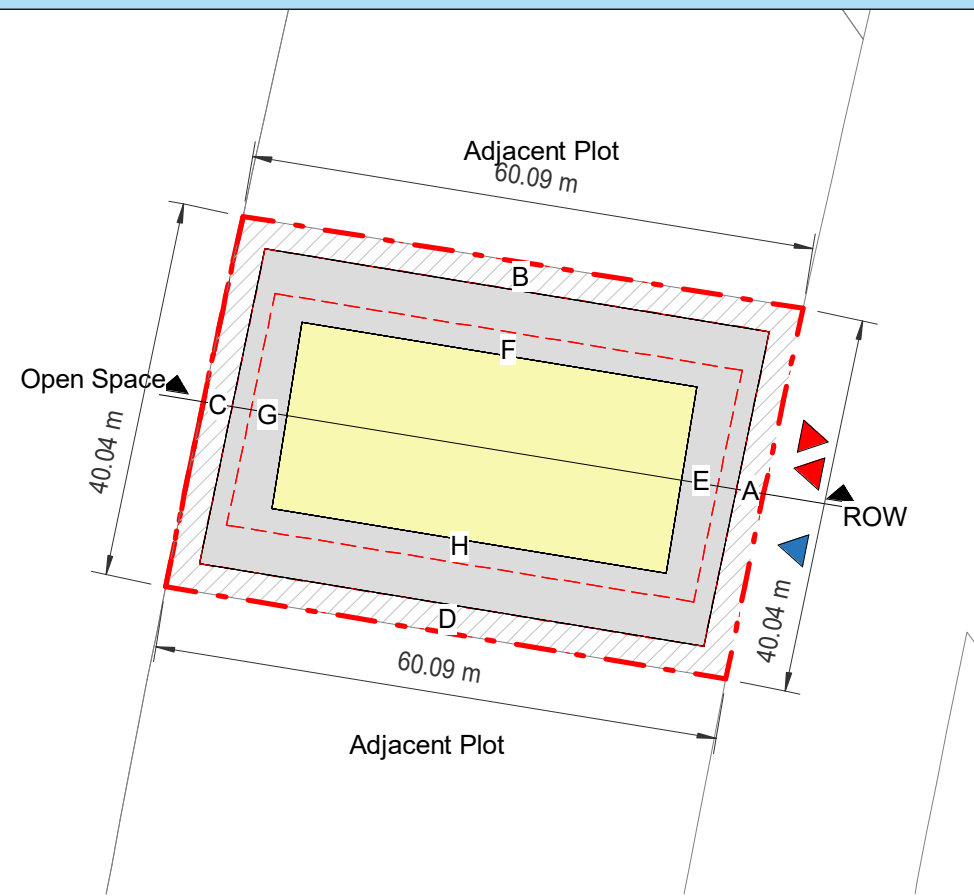 Adjacent Plot
60.09 m
B
F
Open Space
C
G
40.04 m
E
A
ROW
H
D
40.04 m
60.09 m
Adjacent Plot